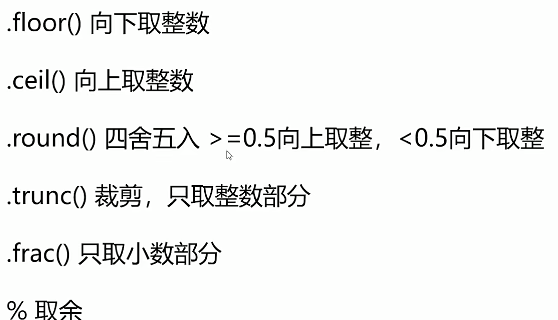 .floor() 向下取整数
.ceil() 向上取整数
.round() 四舍五入 >=0.5向上取整，<0.5向下取整
.trunc() 裁剪，只取整数部分
.frac() 只取小数部分
% 取余